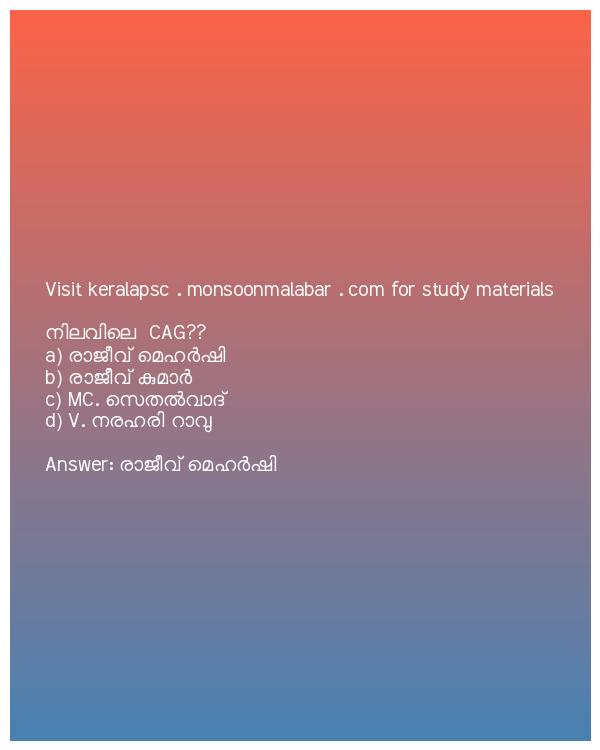 Visit keralapsc . monsoonmalabar . com for study materials
നിലവിലെ CAG??
a) രാജീവ് മെഹർഷി
b) രാജീവ് കുമാർ
c) MC. സെതൽവാദ്
d) V. നരഹരി റാവു
Answer: രാജീവ് മെഹർഷി